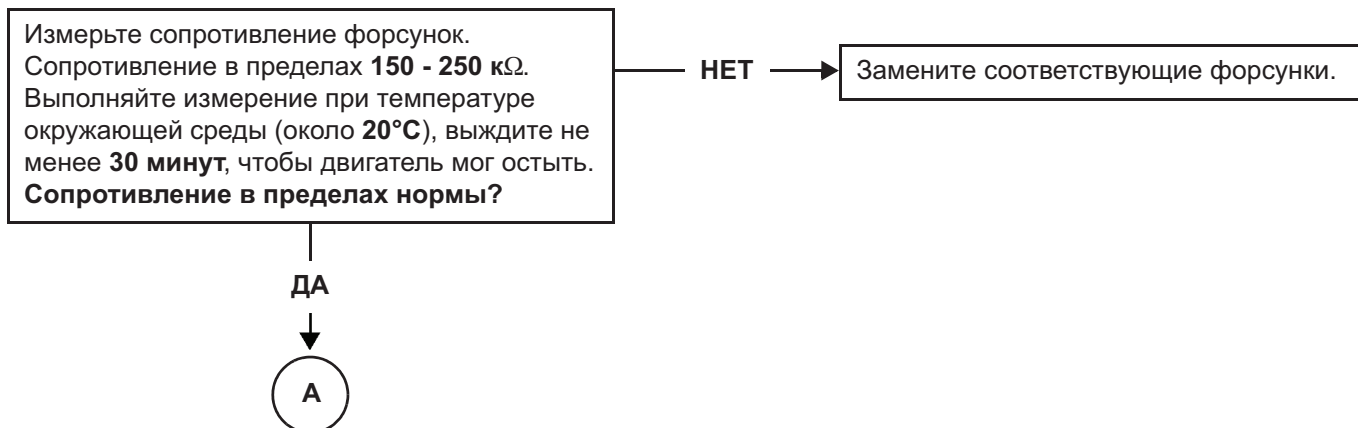 Измерьте сопротивление форсунок.
Сопротивление в пределах 150 - 250 кΩ.
Выполняйте измерение при температуре
окружающей среды (около 20°C), выждите не
менее 30 минут, чтобы двигатель мог остыть.
Сопротивление в пределах нормы?
НЕТ
Замените соответствующие форсунки.
ДА
А